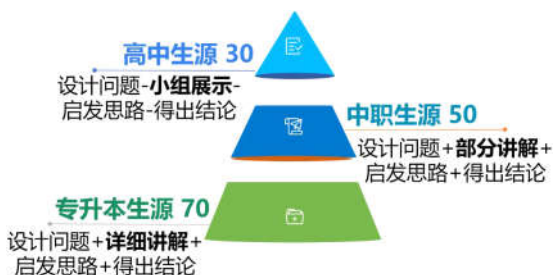 高中生源 30
设计问题-小组展示-
启发思路-得出结论
中职生源 50
设计问题+部分讲解+
启发思路+得出结论
专升本生源 70
设计问题+详细讲解+
启发思路+得出结论